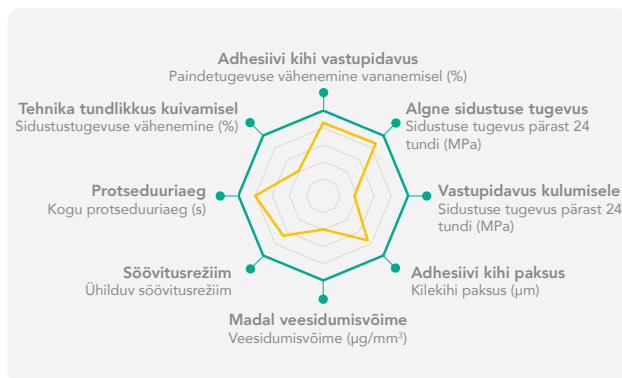 Adhesiivi kihi vastupidavus
Paindetugevuse vähenemine vananemisel (%)
Tehnika tundlikkus kuivamisel
Sidustustugevuse vähenemine (%)
Algne sidustuse tugevus
Sidustuse tugevus pärast 24
tundi (MPa)
Protseduuriaeg
Kogu protseduuriaeg (s)
Vastupidavus kulumisele
Sidustuse tugevus pärast 24
tundi (MPa)
Söövitusrežiim
Ühilduv söövitusrežiim
Adhesiivi kihi paksus
Kilekihi paksus (µm)
Madal veesidumisvõime
Veesidumisvõime (µg/mm³)